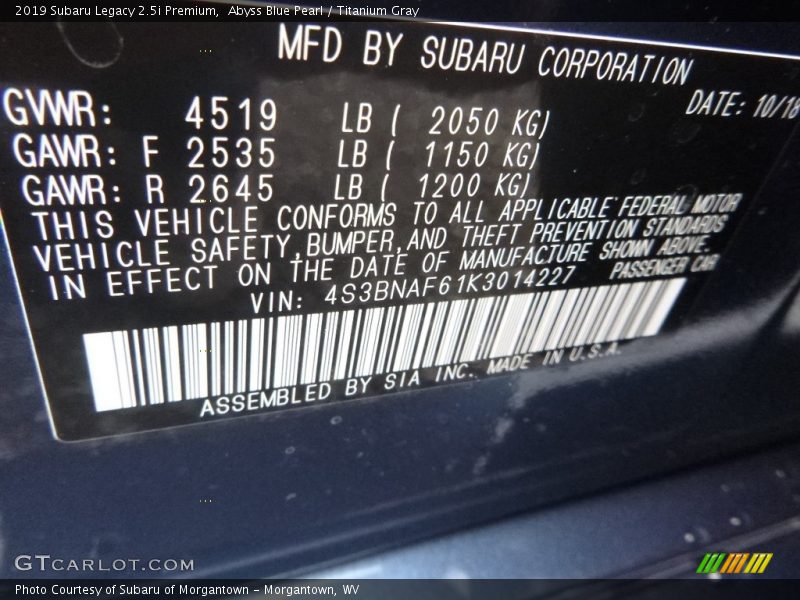 2019 Subaru Legacy 2.5i Premium,  Abyss Blue Pearl / Titanium Gray
MFD BY SUBARU CORPORATION
DATE: 10/18
GVWR: 4519 LB ( 2050 KG)
GAWR: F 2535 LB ( 1150 KG)
GAWR: R 2645 LB ( 1200 KG)
THIS VEHICLE CONFORMS TO ALL APPLICABLE FEDERAL MOTOR
VEHICLE SAFETY,BUMPER,AND THEFT PREVENTION STANDARDS
IN EFFECT ON THE DATE OF MANUFACTURE SHOWN ABOVE.
VIN: 4S3BNAF61K3014227 PASSENGER CAR
ASSEMBLED BY SIA INC. MADE IN U.S.A.
GTCARLOT.COM
Photo Courtesy of Subaru of Morgantown - Morgantown, WV